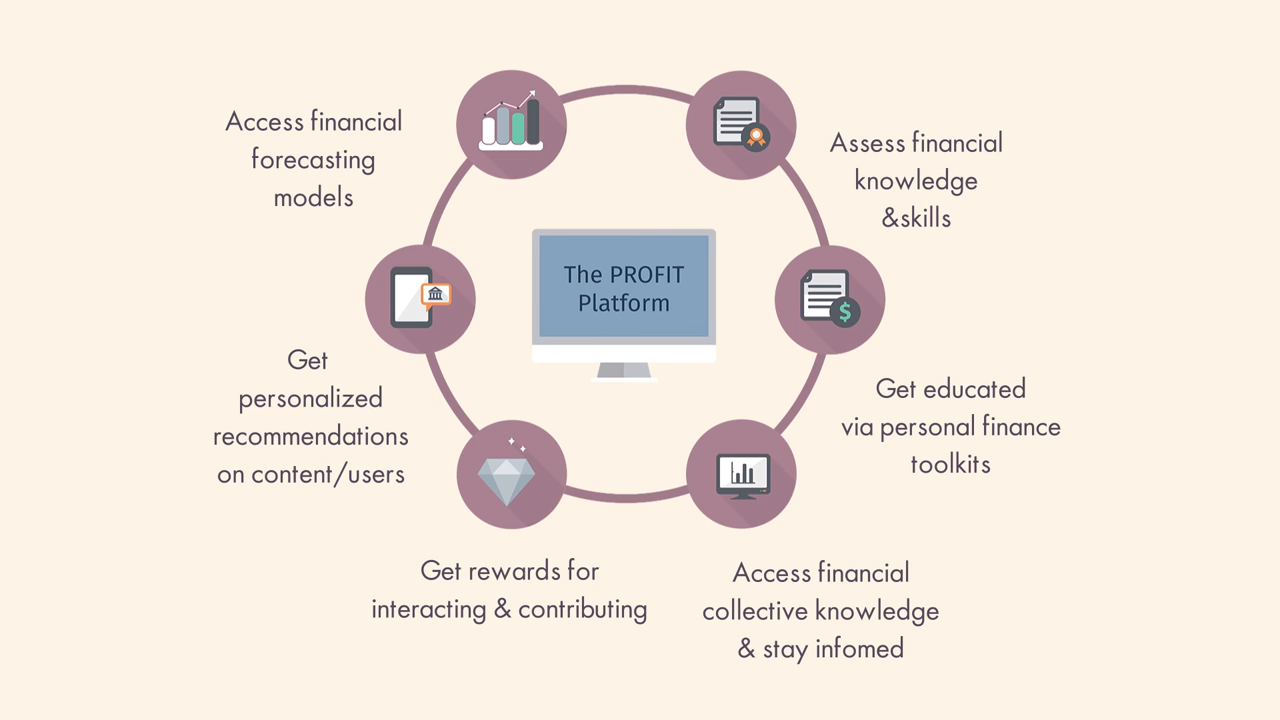 Access financial
forecasting
models
Assess financial
knowledge
&skills
The PROFIT
Platform
Get
personalized
recommendations
on content/users
Get educated
via personal finance
toolkits
$
Get rewards for
interacting & contributing
Access financial
collective knowledge
& stay infomed